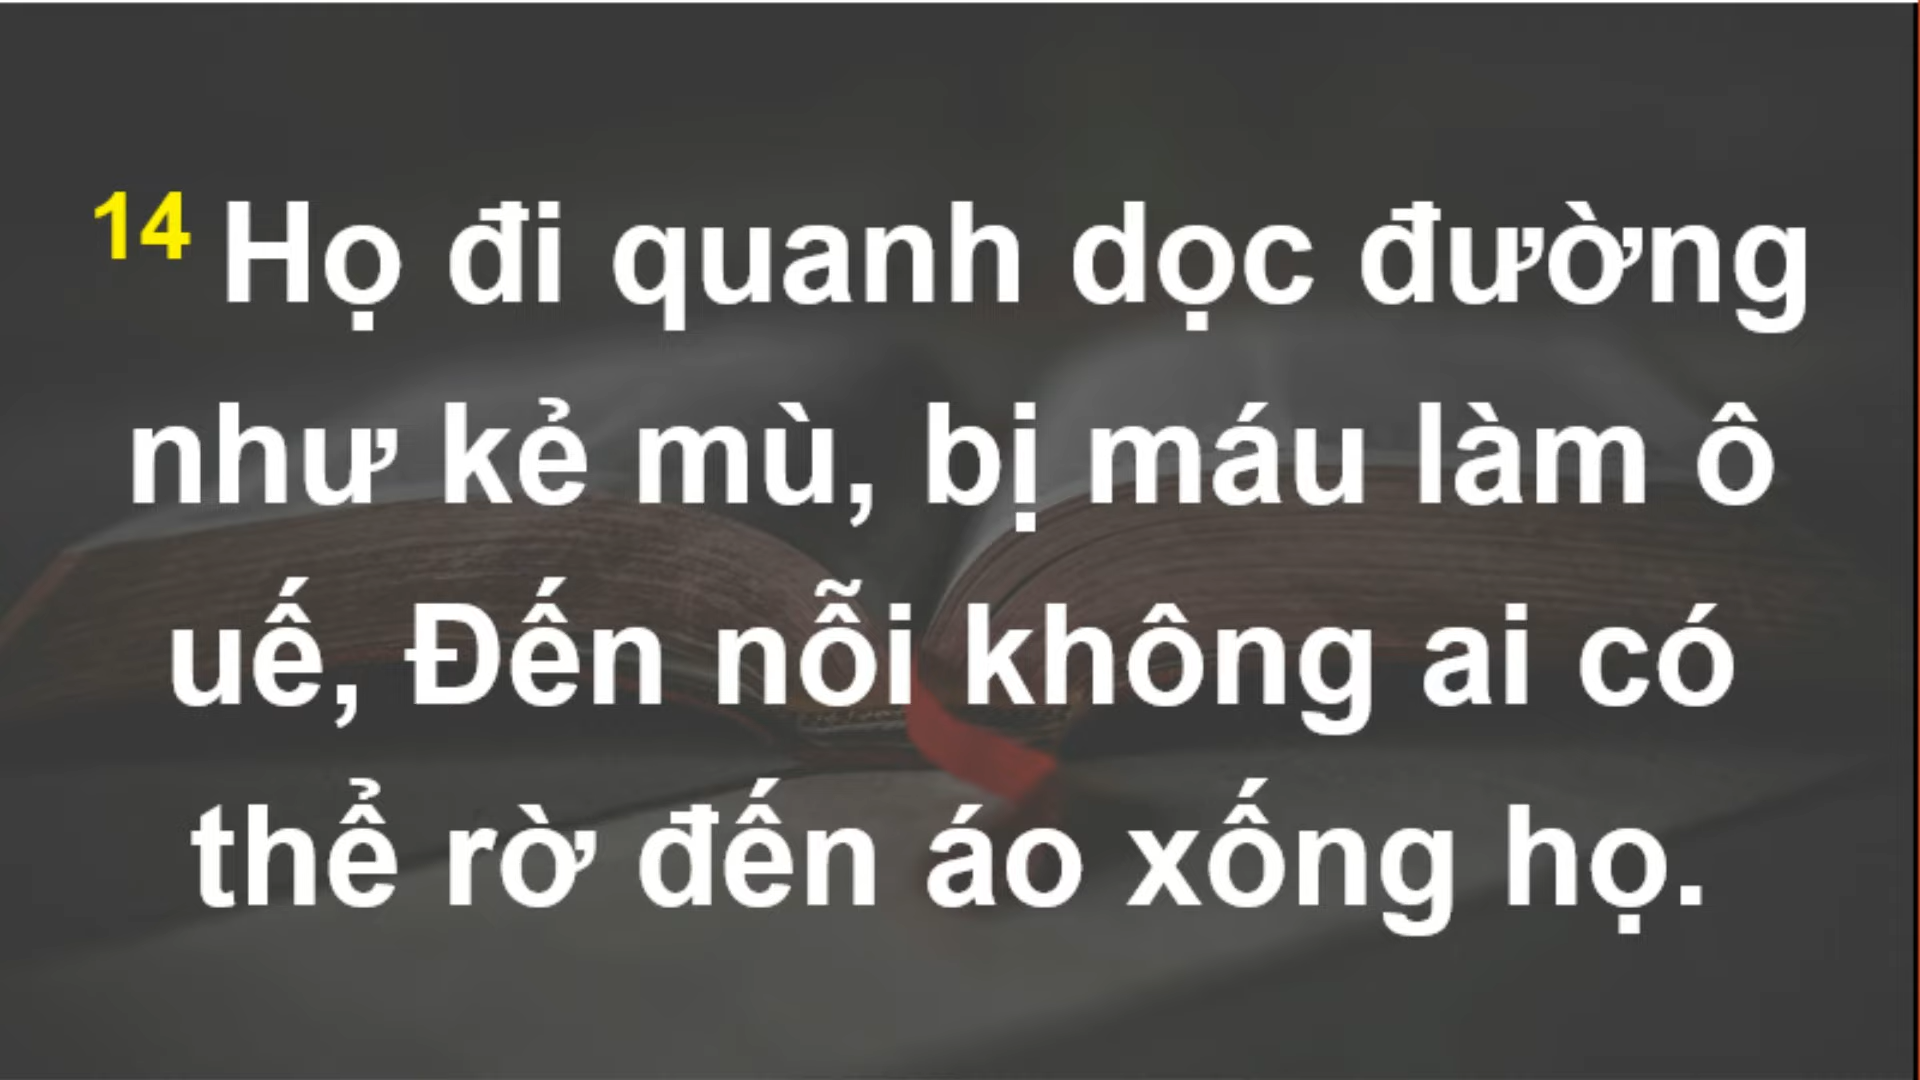 14 Họ đi quanh dọc đường
như kẻ mù, bị máu làm ô
uế, Đến nỗi không ai có
thể rờ đến áo xống họ.